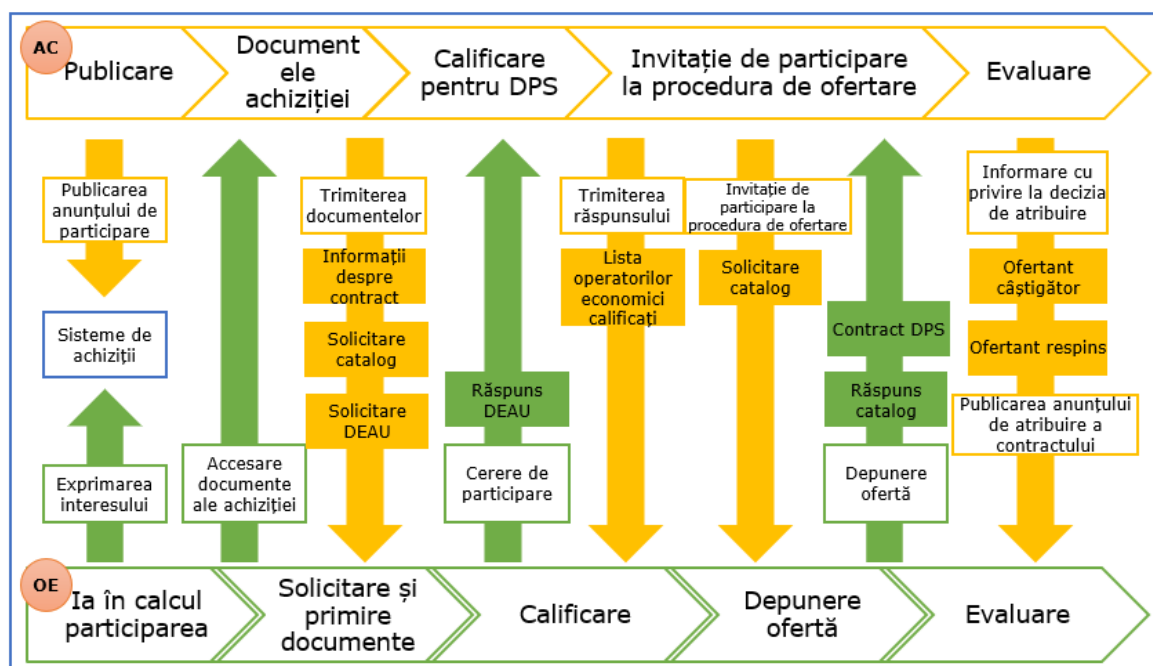 AC
Publicare
Document
ele
achiziției
Calificare
pentru DPS
Invitație de participare
la procedura de ofertare
Evaluare
Publicarea
anunțului de
participare
Sisteme de
achiziții
Exprimarea
interesului
Accesare
documente
ale achiziției
Trimiterea
documentelor
Informații
despre
contract
Solicitare
catalog
Solicitare
DEAU
Răspuns
DEAU
Cerere de
participare
Trimiterea
răspunsului
Lista
operatorilor
economici
calificați
Invitație de
participare la
procedura de ofertare
Solicitare
catalog
Contract DPS
Răspuns
catalog
Depunere
ofertă
Informare cu
privire la decizia
de atribuire
Ofertant
câștigător
Ofertant respins
Publicarea anunțului
de atribuire a
contractului
OE
Ia în calcul
participarea
Solicitare și
primire
documente
Calificare
Depunere
ofertă
Evaluare